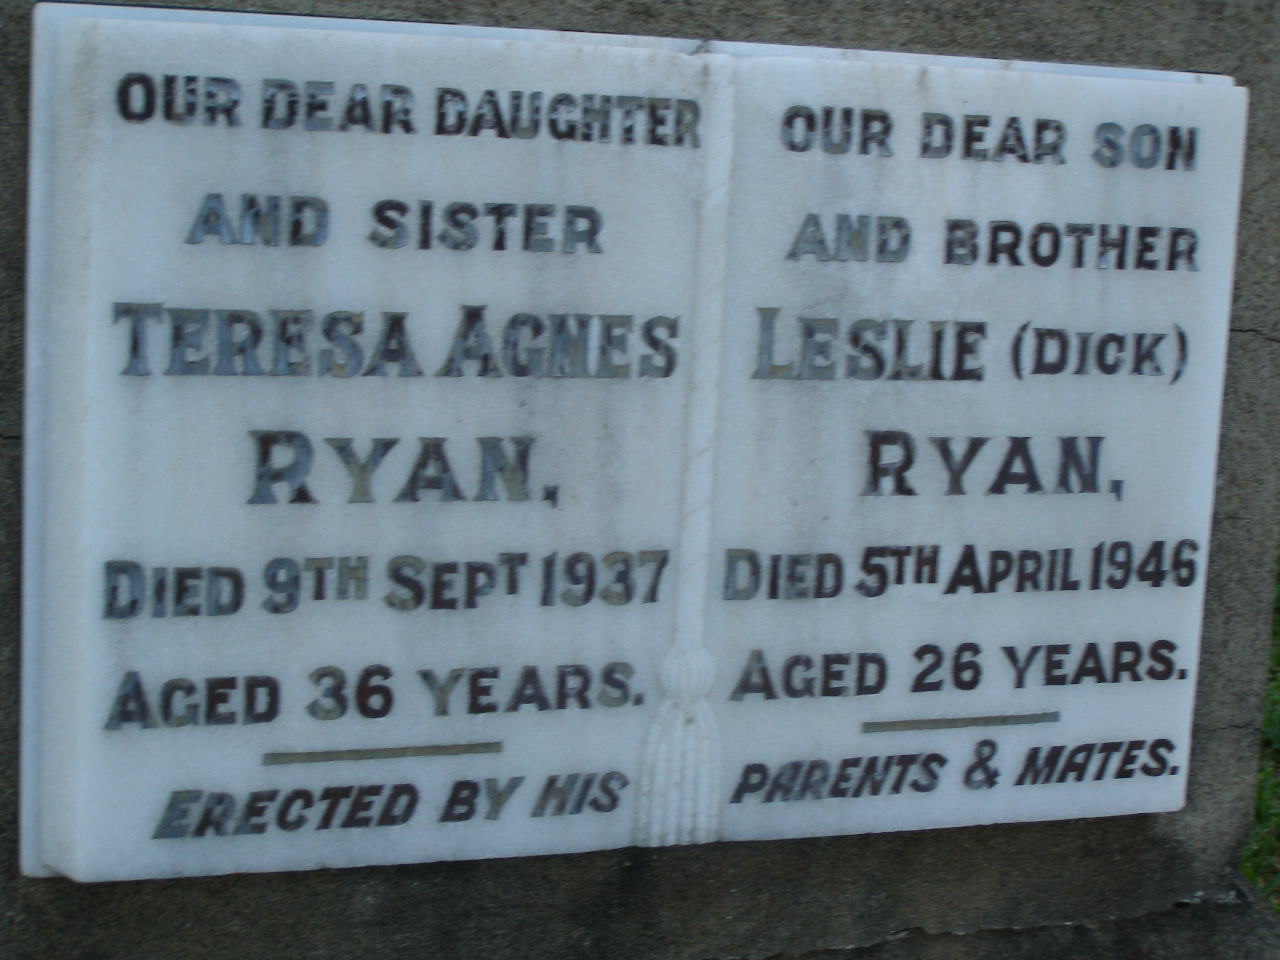 OUR DEAR DAUGHTER
AND SISTER
TERESA AGNES
RYAN,
DIED 9TH SEPT 1937
AGED 36 YEARS.
ERECTED BY HIS
OUR DEAR SON
AND BROTHER
LESLIE (DICK)
RYAN,
DIED 5TH APRIL 1946
AGED 26 YEARS.
PARENTS & MATES.